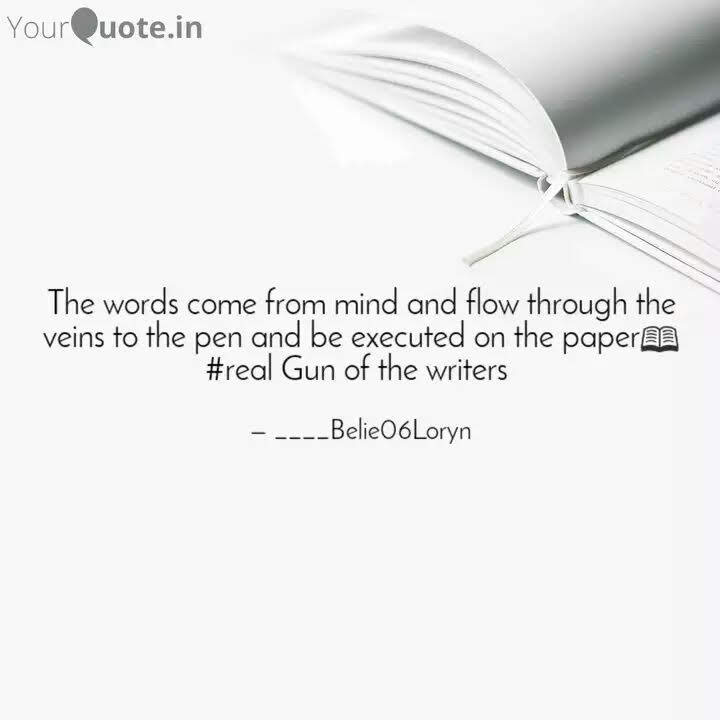 YourQuote.in
The words come from mind and flow through the
veins to the pen and be executed on the paper📖
#real Gun of the writers
– ____Belie06Loryn